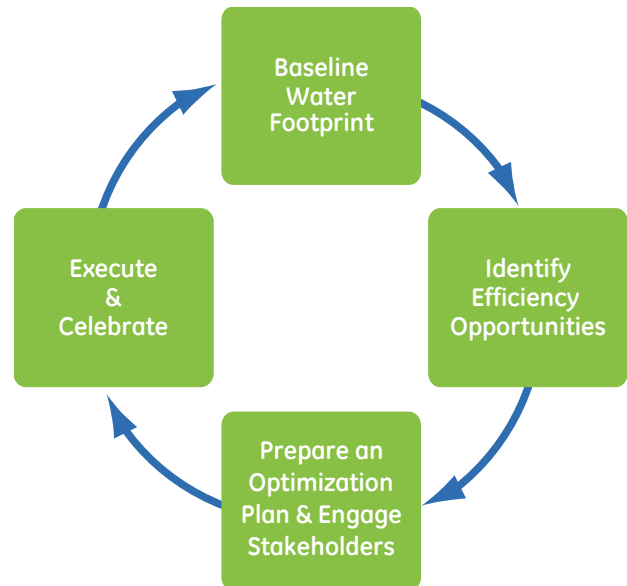 Baseline
Water
Footprint
Identify
Efficiency
Opportunities
Prepare an
Optimization
Plan & Engage
Stakeholders
Execute
&
Celebrate